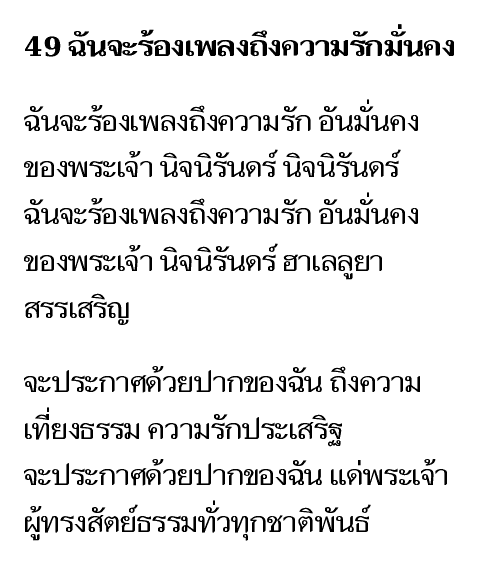 49 ฉันจะร้องเพลงถึงความรักมั่นคง
ฉันจะร้องเพลงถึงความรัก อันมั่นคง
ของพระเจ้า นิจนิรันดร์ นิจนิรันดร์
ฉันจะร้องเพลงถึงความรัก อันมั่นคง
ของพระเจ้า นิจนิรันดร์ ฮาเลลูยา
สรรเสริญ
จะประกาศด้วยปากของฉัน ถึงความ
เที่ยงธรรม ความรักประเสริฐ
จะประกาศด้วยปากของฉัน แด่พระเจ้า
ผู้ทรงสัตย์ธรรมทั่วทุกชาติพันธ์